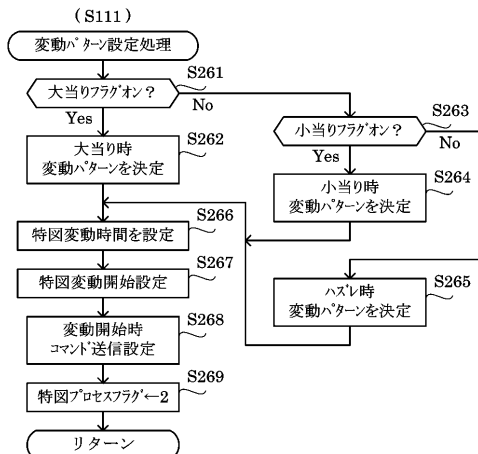 (S111)
変動ﾊﾟﾀｰﾝ設定処理
S261
大当りﾌﾗｸﾞｵﾝ？
Yes
No
S263
小当りﾌﾗｸﾞｵﾝ？
Yes
No
S262
大当り時
変動ﾊﾟﾀｰﾝを決定
S264
小当り時
変動ﾊﾟﾀｰﾝを決定
S266
特図変動時間を設定
S267
特図変動開始設定
S265
ﾊｽﾞﾚ時
変動ﾊﾟﾀｰﾝを決定
S268
変動開始時
ｺﾏﾝﾄﾞ送信設定
S269
特図ﾌﾟﾛｾｽﾌﾗｸﾞ←2
リターン